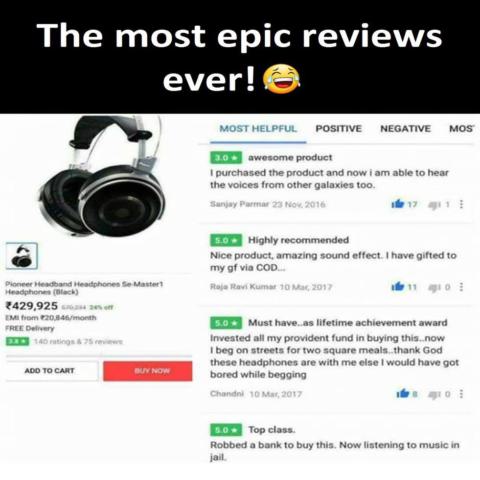 The most epic reviews
ever!😂
MOST HELPFUL POSITIVE NEGATIVE MOS
3.0 ★ awesome product
I purchased the product and now i am able to hear
the voices from other galaxies too.
Sanjay Parmar 23 Nov, 2016 17 1
5.0 ★ Highly recommended
Nice product, amazing sound effect. I have gifted to
my gf via COD...
Raja Ravi Kumar 10 Mar, 2017 11 0
5.0 ★ Must have..as lifetime achievement award
Invested all my provident fund in buying this..now
I beg on streets for two square meals..thank God
these headphones are with me else I would have got
bored while begging
Chandni 10 Mar, 2017 8 0
5.0 ★ Top class.
Robbed a bank to buy this. Now listening to music in
jail.
Pioneer Headband Headphones Se-Master1
Headphones (Black)
₹429,925 24% off
EMI from ₹20,846/month
FREE Delivery
3.8 ★ 140 ratings & 75 reviews
ADD TO CART BUY NOW